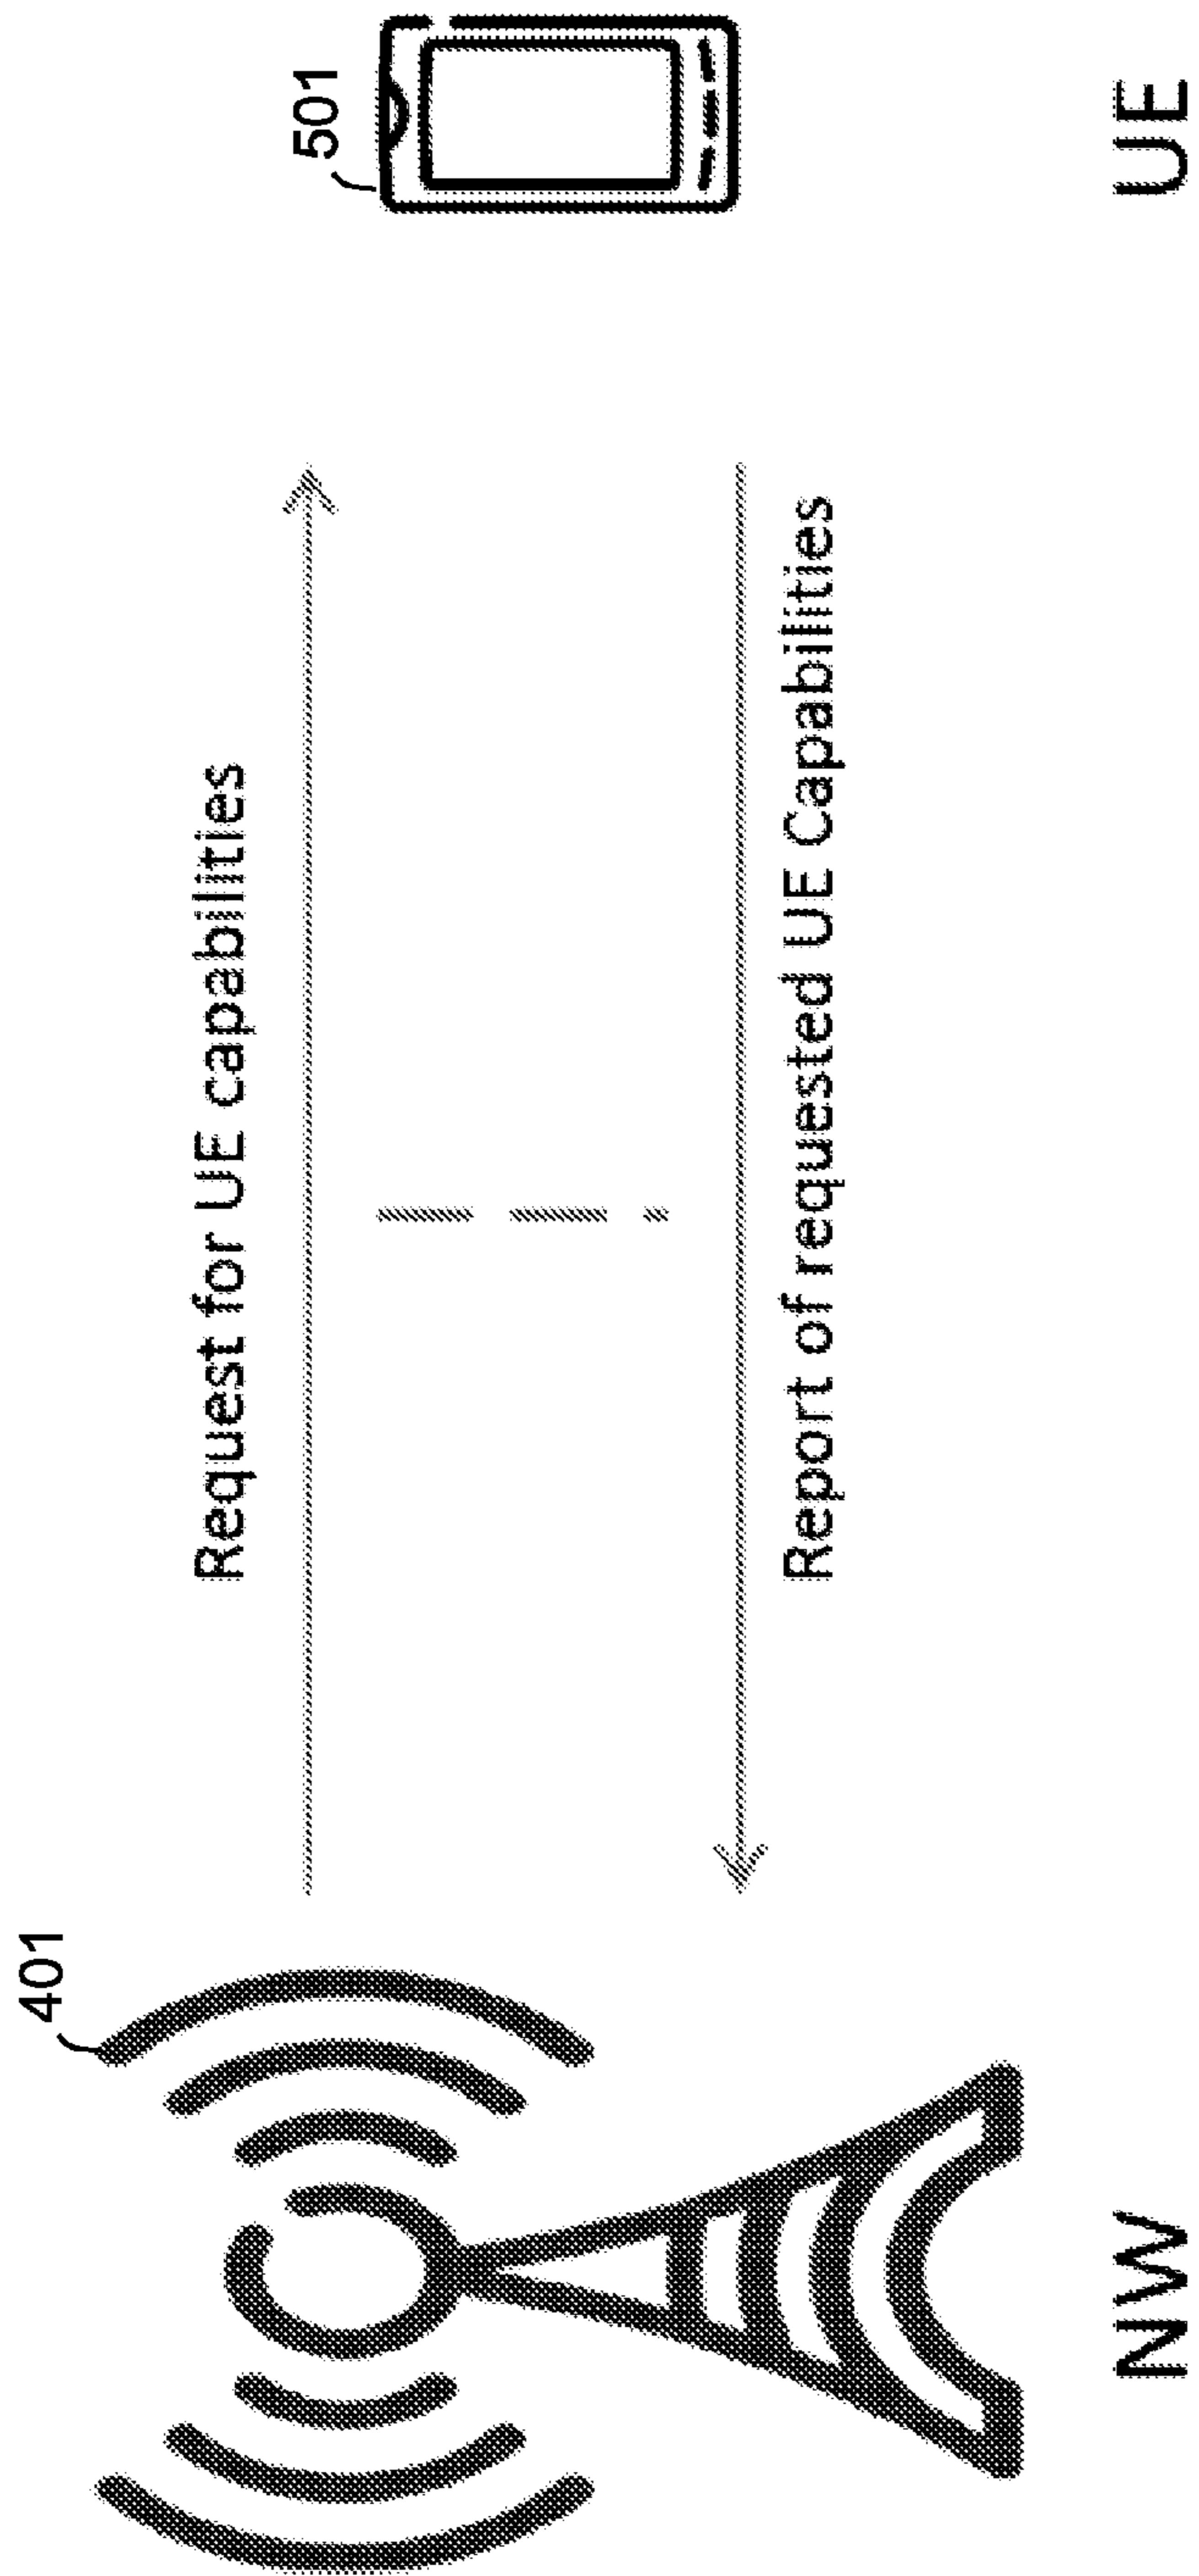 401
Request for UE capabilities
501
Report of requested UE Capabilities
NW
UE